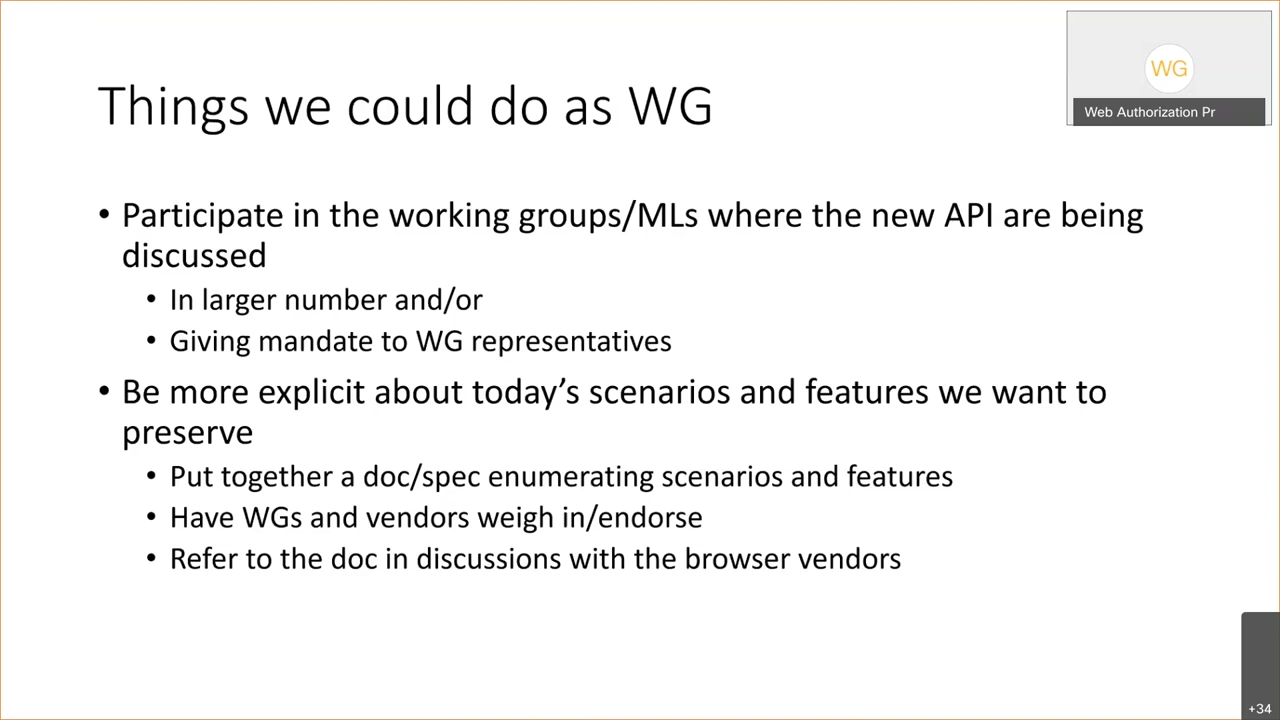 Things we could do as WG
WG
Web Authorization Pr
• Participate in the working groups/MLs where the new API are being
discussed
• In larger number and/or
• Giving mandate to WG representatives
• Be more explicit about today’s scenarios and features we want to
preserve
• Put together a doc/spec enumerating scenarios and features
• Have WGs and vendors weigh in/endorse
• Refer to the doc in discussions with the browser vendors
+34